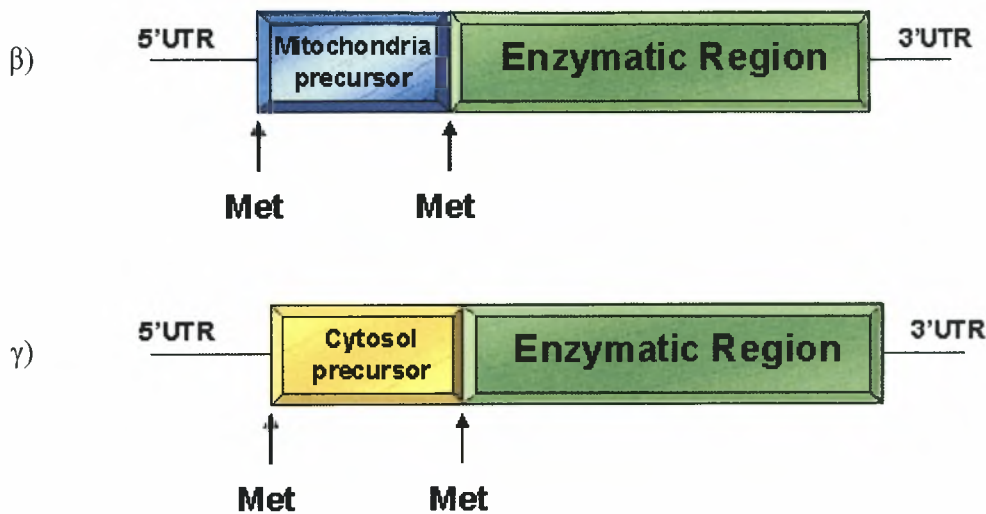 β)
5'UTR
Mitochondria
precursor
Enzymatic Region
3'UTR
Met
Met
γ)
5'UTR
Cytosol
precursor
Enzymatic Region
3'UTR
Met
Met